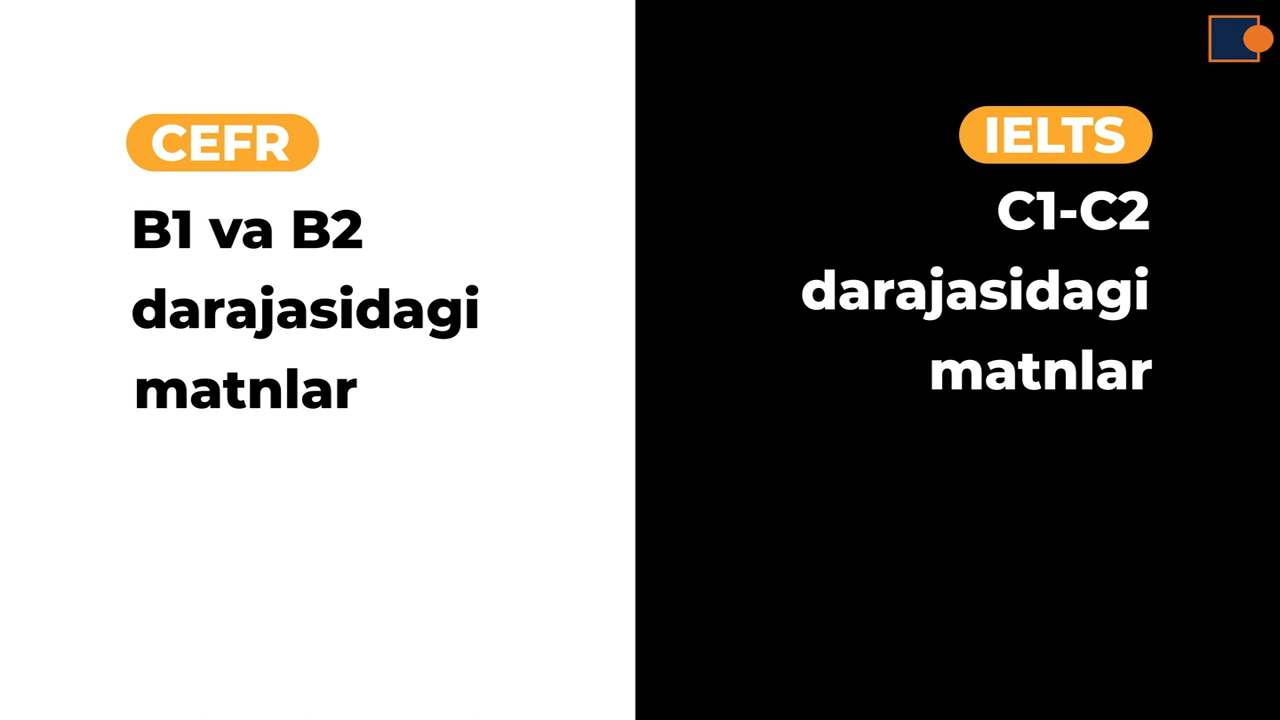 CEFR
B1 va B2
darajasidagi
matnlar
IELTS
C1-C2
darajasidagi
matnlar